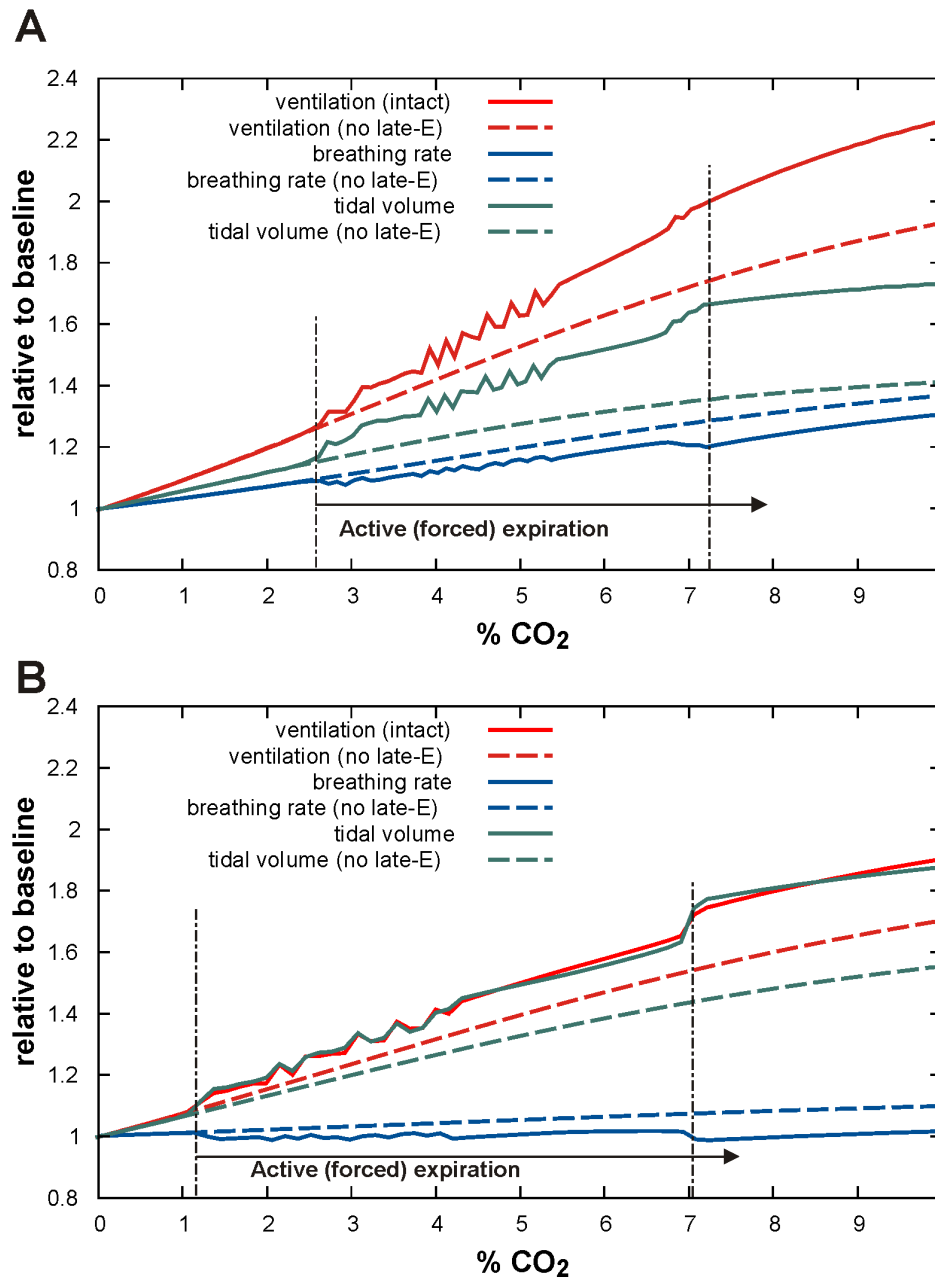 A
relative to baseline
2.4
2.2
2
1.8
1.6
1.4
1.2
1
0.8
ventilation (intact)
ventilation (no late-E)
breathing rate
breathing rate (no late-E)
tidal volume
tidal volume (no late-E)
Active (forced) expiration
0 1 2 3 4 5 6 7 8 9
% CO2
B
relative to baseline
2.4
2.2
2
1.8
1.6
1.4
1.2
1
0.8
ventilation (intact)
ventilation (no late-E)
breathing rate
breathing rate (no late-E)
tidal volume
tidal volume (no late-E)
Active (forced) expiration
0 1 2 3 4 5 6 7 8 9
% CO2